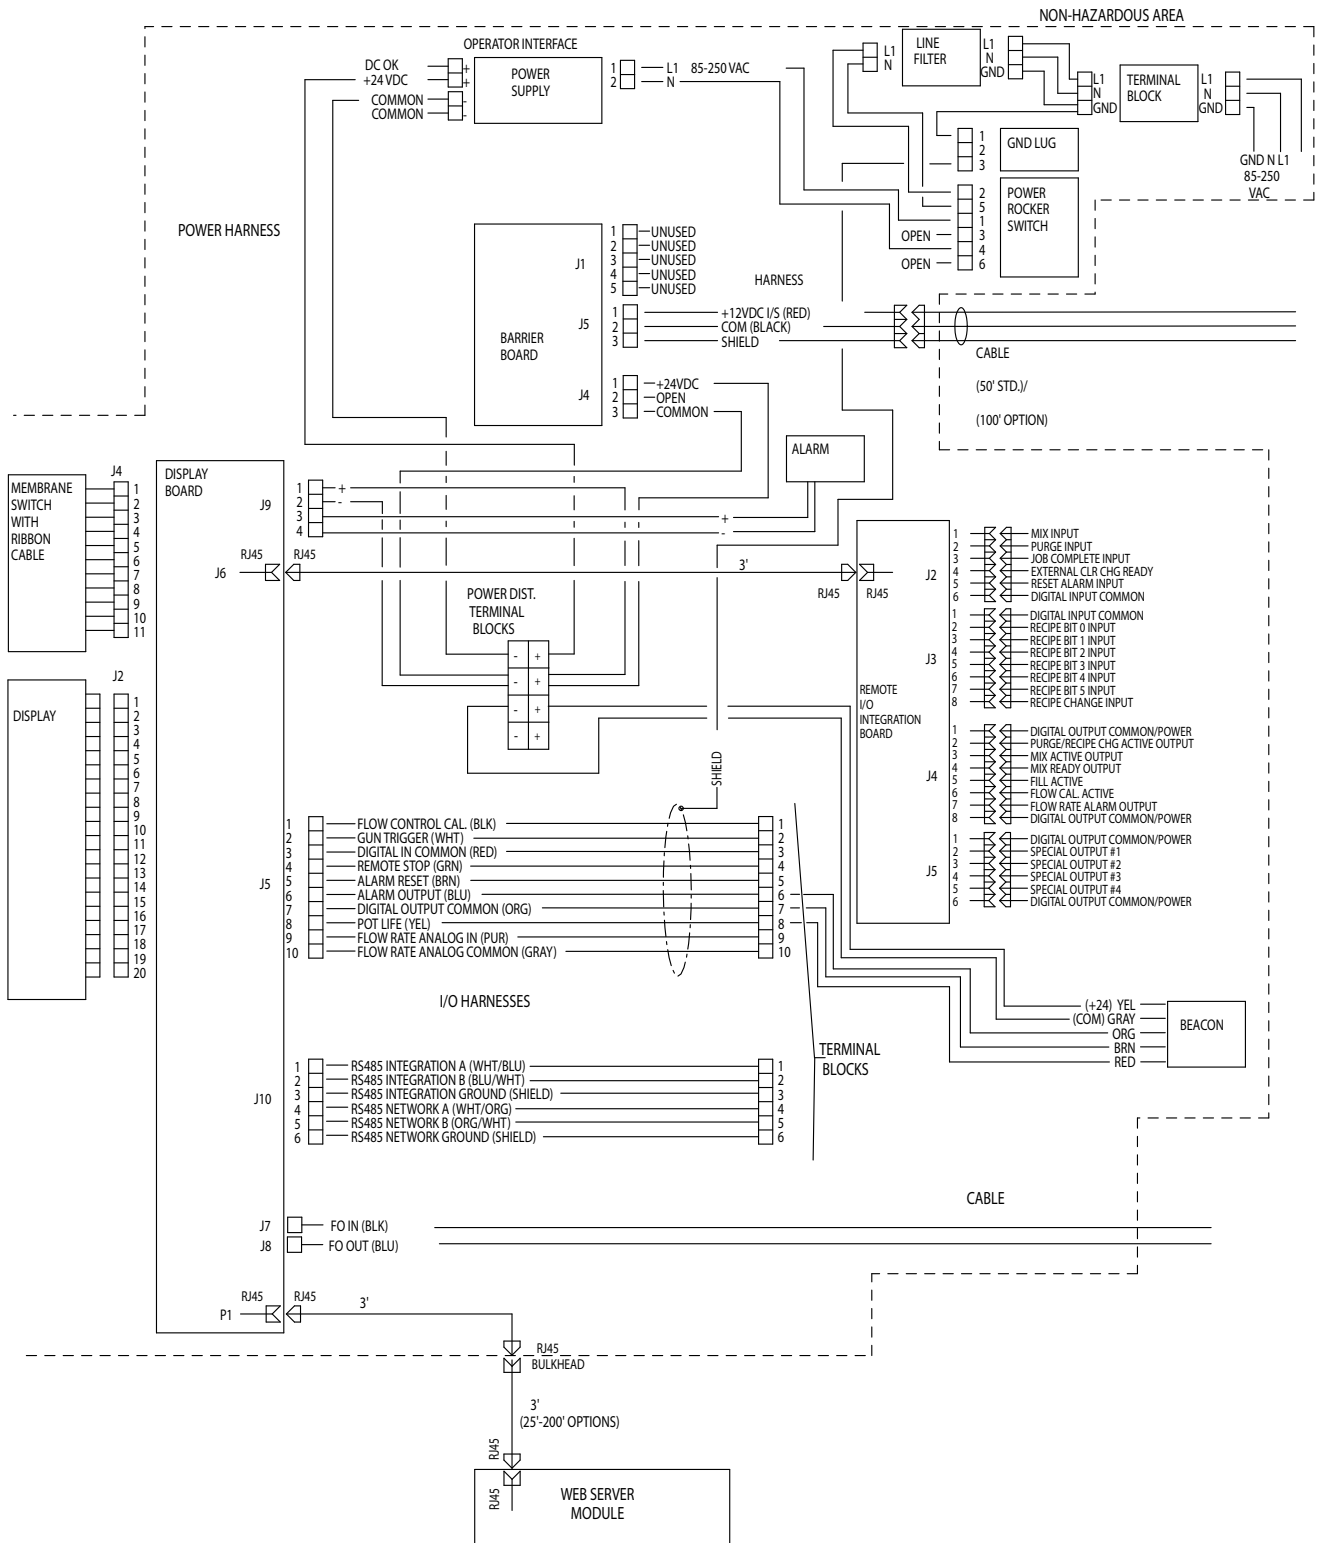 NON-HAZARDOUS AREA
OPERATOR INTERFACE
DC OK
+24 VDC
COMMON
COMMON
+
+
-
-
POWER
SUPPLY
1
2
L1 85-250 VAC
N
L1
N
LINE
FILTER
L1
N
GND
L1
N
GND
TERMINAL
BLOCK
L1
N
GND
GND N L1
85-250
VAC
1
2
3
GND LUG
2
5
1
3
4
6
OPEN
OPEN
POWER
ROCKER
SWITCH
POWER HARNESS
BARRIER
BOARD
J1
1 UNUSED
2 UNUSED
3 UNUSED
4 UNUSED
5 UNUSED
HARNESS
J5
1 +12VDC I/S (RED)
2 COM (BLACK)
3 SHIELD
J4
1 +24VDC
2 OPEN
3 COMMON
CABLE
(50' STD.)/
(100' OPTION)
ALARM
MEMBRANE
SWITCH
WITH
RIBBON
CABLE
J4
1
2
3
4
5
6
7
8
9
10
11
DISPLAY
BOARD
J9
1 +
2 -
3
4
+
-
J6
RJ45
RJ45
3'
RJ45
RJ45
POWER DIST.
TERMINAL
BLOCKS
- +
- +
- +
- +
DISPLAY
J2
1
2
3
4
5
6
7
8
9
10
11
12
13
14
15
16
17
18
19
20
REMOTE
I/O
INTEGRATION
BOARD
J2
1 MIX INPUT
2 PURGE INPUT
3 JOB COMPLETE INPUT
4 EXTERNAL CLR CHG READY
5 RESET ALARM INPUT
6 DIGITAL INPUT COMMON
J3
1 DIGITAL INPUT COMMON
2 RECIPE BIT 0 INPUT
3 RECIPE BIT 1 INPUT
4 RECIPE BIT 2 INPUT
5 RECIPE BIT 3 INPUT
6 RECIPE BIT 4 INPUT
7 RECIPE BIT 5 INPUT
8 RECIPE CHANGE INPUT
J4
1 DIGITAL OUTPUT COMMON/POWER
2 PURGE/RECIPE CHG ACTIVE OUTPUT
3 MIX ACTIVE OUTPUT
4 MIX READY OUTPUT
5 FILL ACTIVE
6 FLOW CAL. ACTIVE
7 FLOW RATE ALARM OUTPUT
8 DIGITAL OUTPUT COMMON/POWER
J5
1 DIGITAL OUTPUT COMMON/POWER
2 SPECIAL OUTPUT #1
3 SPECIAL OUTPUT #2
4 SPECIAL OUTPUT #3
5 SPECIAL OUTPUT #4
6 DIGITAL OUTPUT COMMON/POWER
SHIELD
J5
1 FLOW CONTROL CAL. (BLK) 1
2 GUN TRIGGER (WHT) 2
3 DIGITAL IN COMMON (RED) 3
4 REMOTE STOP (GRN) 4
5 ALARM RESET (BRN) 5
6 ALARM OUTPUT (BLU) 6
7 DIGITAL OUTPUT COMMON (ORG) 7
8 POT LIFE (YEL) 8
9 FLOW RATE ANALOG IN (PUR) 9
10 FLOW RATE ANALOG COMMON (GRAY) 10
I/O HARNESSES
(+24) YEL
(COM) GRAY
ORG
BRN
RED
BEACON
TERMINAL
BLOCKS
J10
1 RS485 INTEGRATION A (WHT/BLU) 1
2 RS485 INTEGRATION B (BLU/WHT) 2
3 RS485 INTEGRATION GROUND (SHIELD) 3
4 RS485 NETWORK A (WHT/ORG) 4
5 RS485 NETWORK B (ORG/WHT) 5
6 RS485 NETWORK GROUND (SHIELD) 6
CABLE
J7 FO IN (BLK)
J8 FO OUT (BLU)
P1
RJ45
RJ45
3'
RJ45
BULKHEAD
3'
(25'-200' OPTIONS)
RJ45
RJ45
WEB SERVER
MODULE